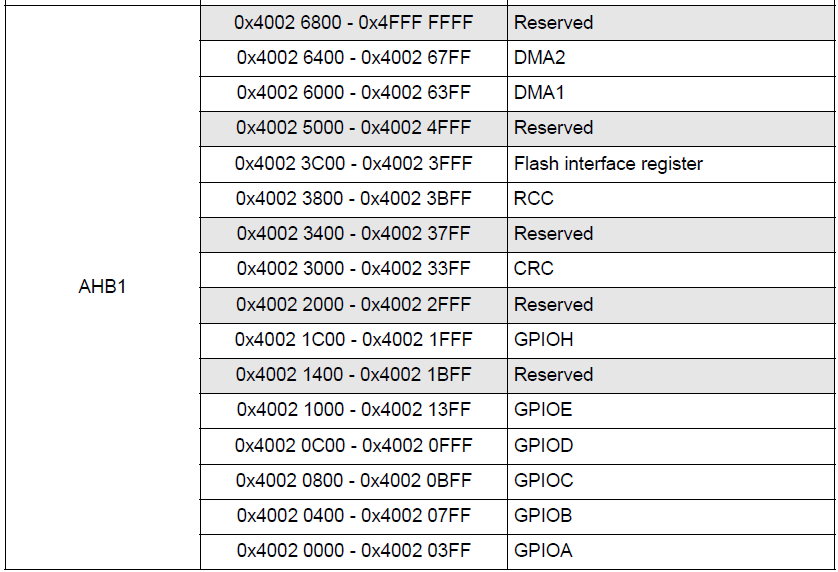 0x4002 6800 - 0x4FFF FFFF Reserved
0x4002 6400 - 0x4002 67FF DMA2
0x4002 6000 - 0x4002 63FF DMA1
0x4002 5000 - 0x4002 4FFF Reserved
0x4002 3C00 - 0x4002 3FFF Flash interface register
0x4002 3800 - 0x4002 3BFF RCC
0x4002 3400 - 0x4002 37FF Reserved
0x4002 3000 - 0x4002 33FF CRC
AHB1
0x4002 2000 - 0x4002 2FFF Reserved
0x4002 1C00 - 0x4002 1FFF GPIOH
0x4002 1400 - 0x4002 1BFF Reserved
0x4002 1000 - 0x4002 13FF GPIOE
0x4002 0C00 - 0x4002 0FFF GPIOD
0x4002 0800 - 0x4002 0BFF GPIOC
0x4002 0400 - 0x4002 07FF GPIOB
0x4002 0000 - 0x4002 03FF GPIOA